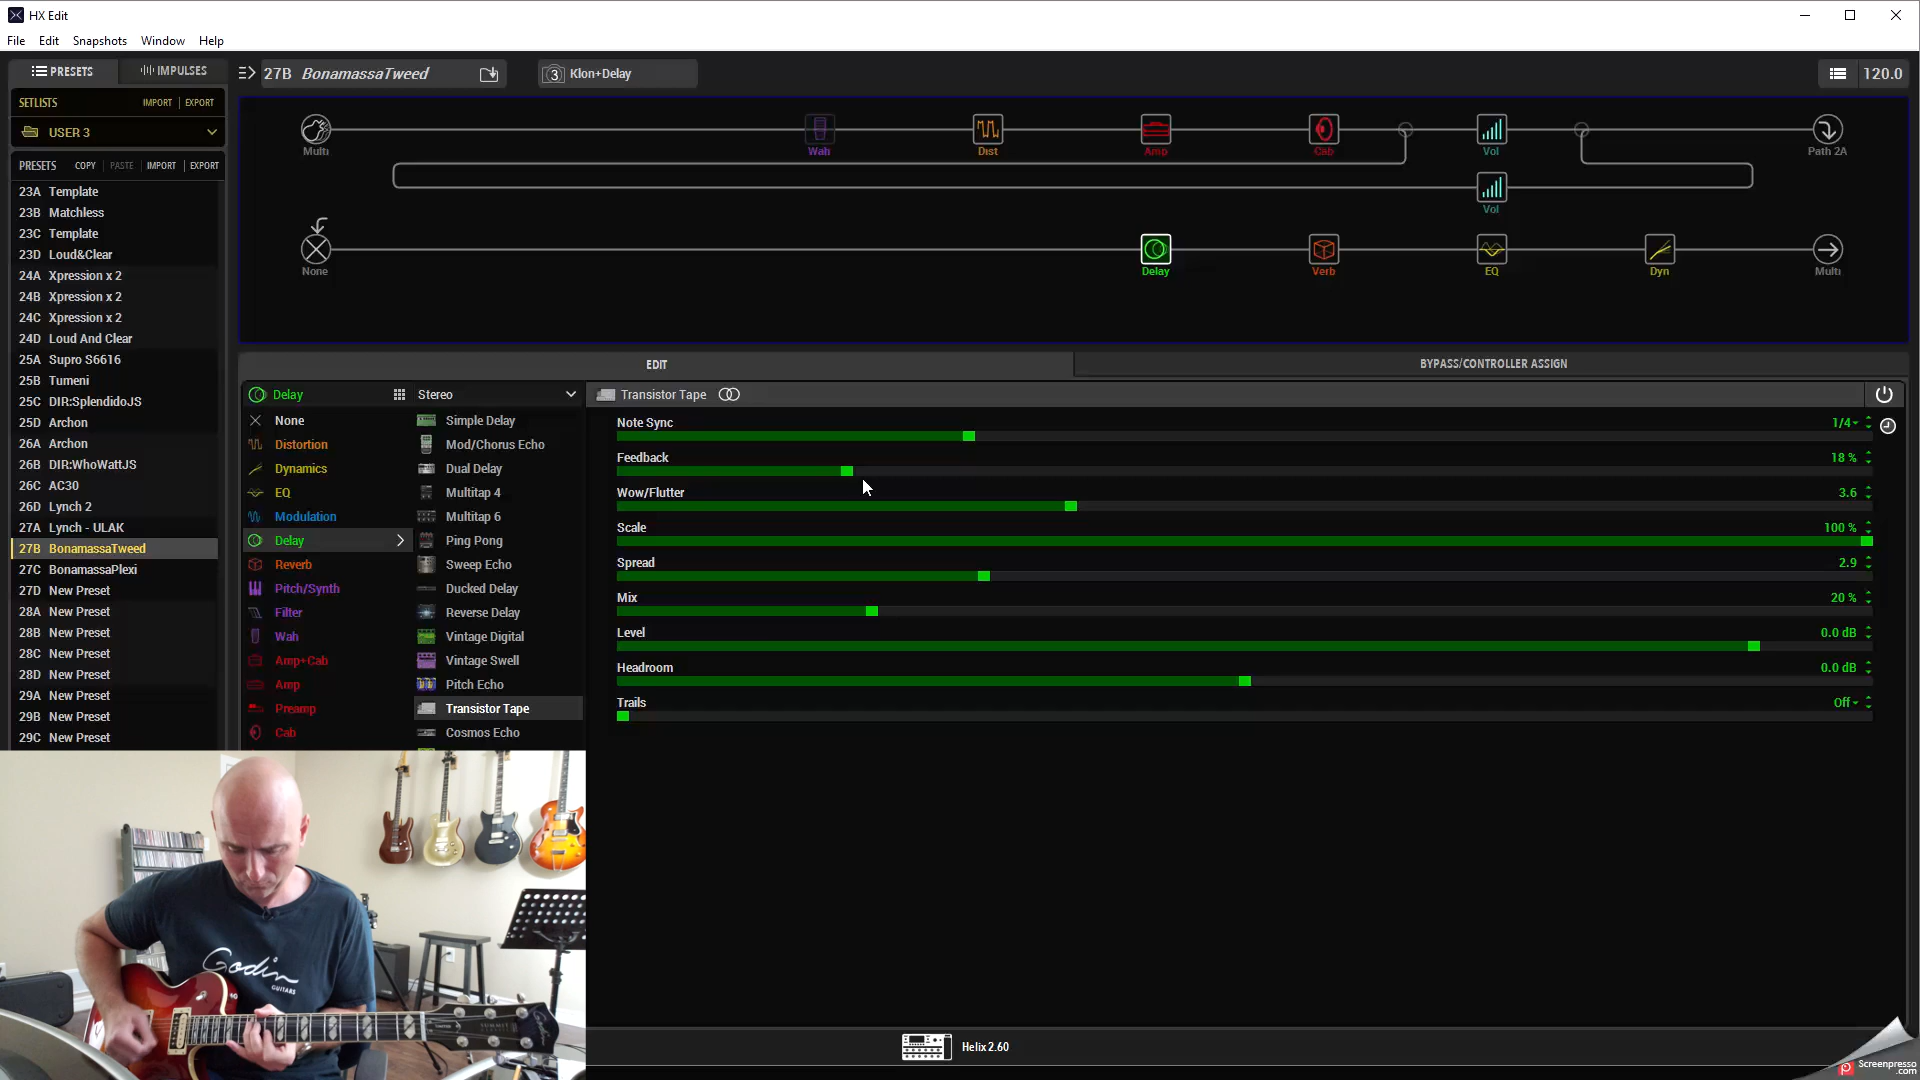 HX Edit
File Edit Snapshots Window Help
PRESETS IMPULSES
27B BonamassaTweed
3 Klon+Delay
120.0
SETLISTS IMPORT | EXPORT
USER 3
PRESETS COPY PASTE IMPORT EXPORT
23A Template
23B Matchless
23C Template
23D Loud&Clear
24A Xpression x 2
24B Xpression x 2
24C Xpression x 2
24D Loud And Clear
25A Supro S6616
25B Tumeni
25C DIR:SplendidoJS
25D Archon
26A Archon
26B DIR:WhoWattJS
26C AC30
26D Lynch 2
27A Lynch - ULAK
27B BonamassaTweed
27C BonamassaPlexi
27D New Preset
28A New Preset
28B New Preset
28C New Preset
28D New Preset
29A New Preset
29B New Preset
29C New Preset
Multi Wah Dist Amp Cab Vol Path 2A
Vol
None Delay Verb EQ Dyn Multi
EDIT BYPASS/CONTROLLER ASSIGN
Delay Stereo
None
Distortion
Dynamics
EQ
Modulation
Delay
Reverb
Pitch/Synth
Filter
Wah
Amp+Cab
Amp
Preamp
Cab
Simple Delay
Mod/Chorus Echo
Dual Delay
Multitap 4
Multitap 6
Ping Pong
Sweep Echo
Ducked Delay
Reverse Delay
Vintage Digital
Vintage Swell
Pitch Echo
Transistor Tape
Cosmos Echo
Transistor Tape
Note Sync 1/4
Feedback 18 %
Wow/Flutter 3.6
Scale 100 %
Spread 2.9
Mix 20 %
Level 0.0 dB
Headroom 0.0 dB
Trails Off
Godin
GUITARS
Helix 2.60
Screenpresso
.com